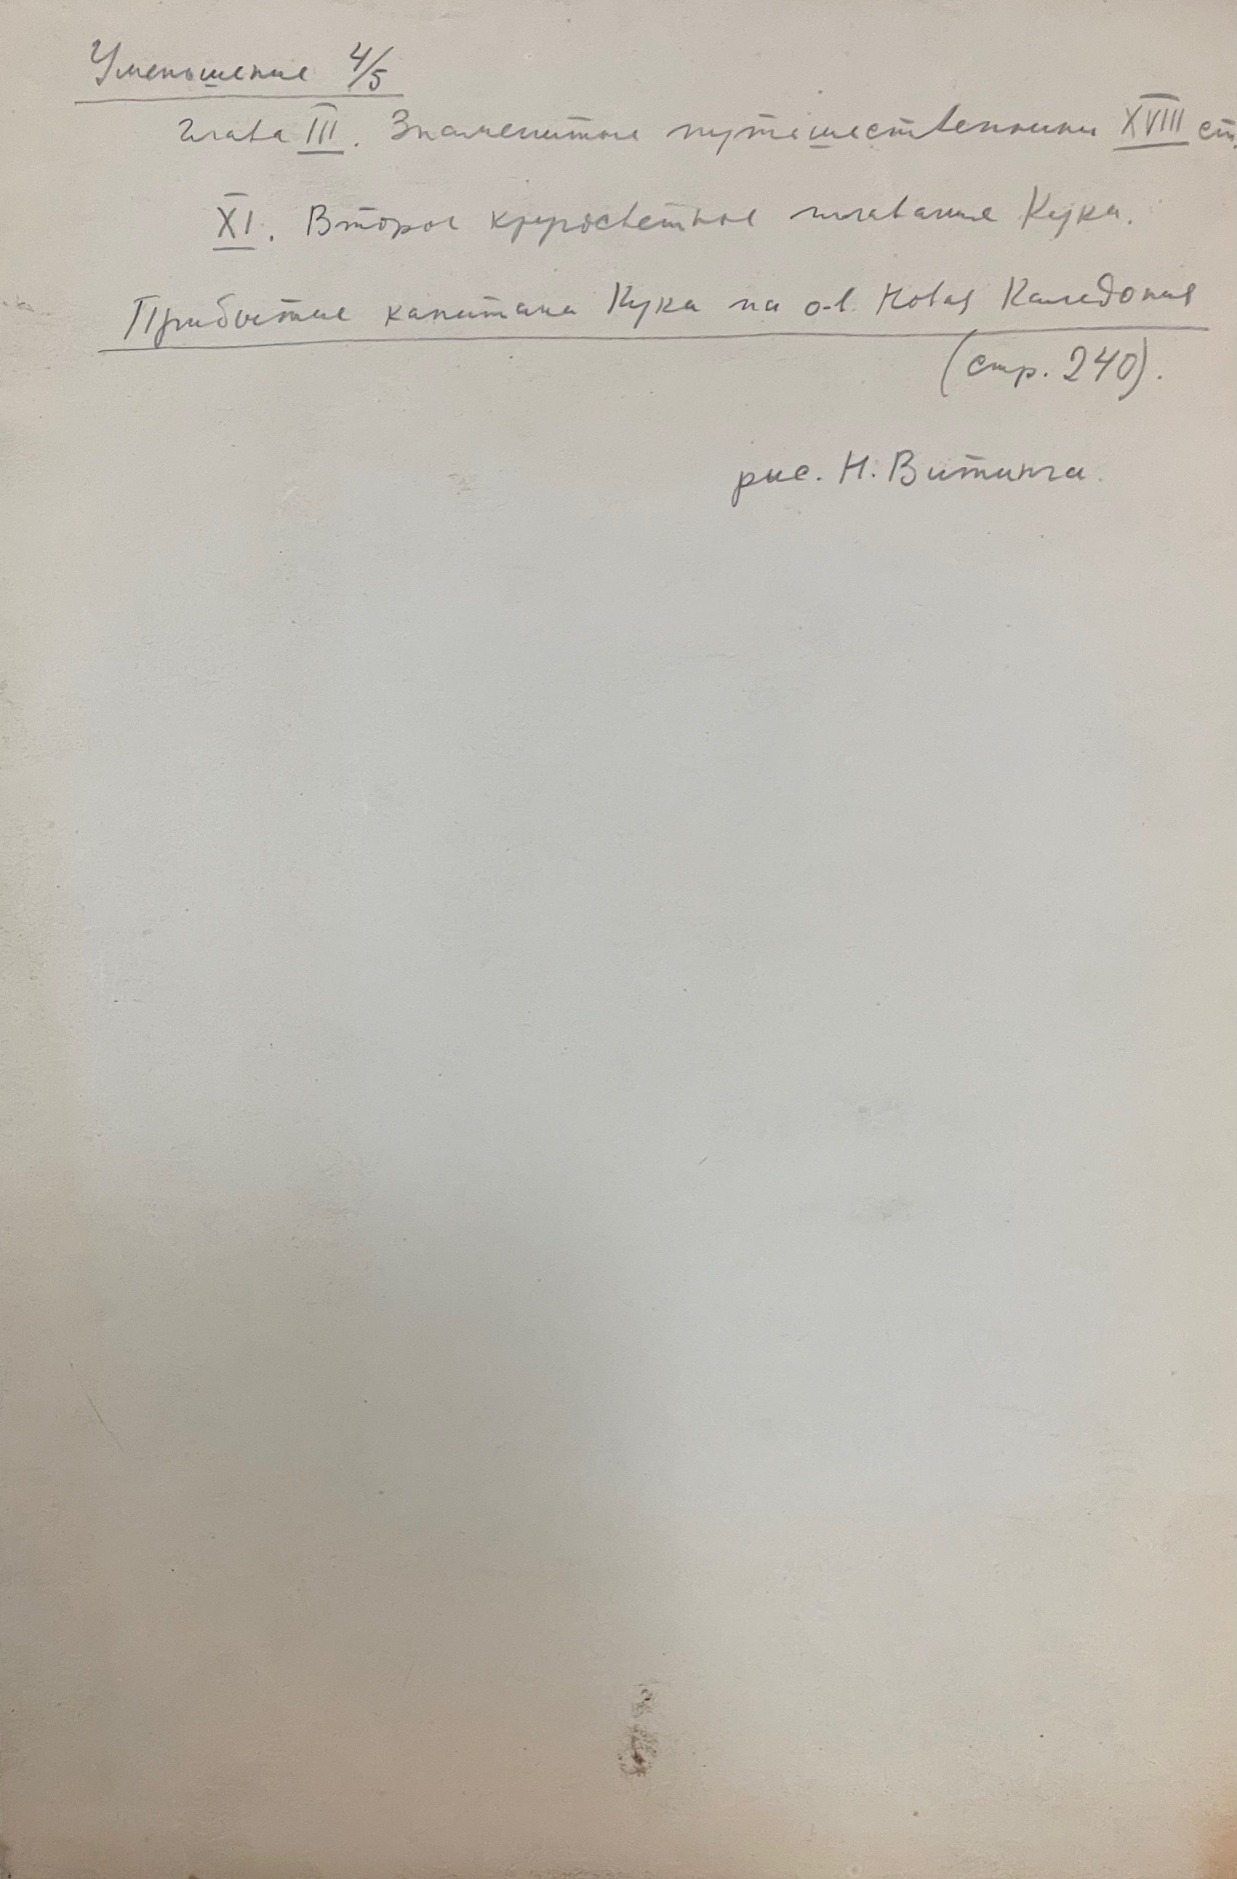 Уменьшение 4/5
глава III. Знаменитые путешественники XVIII ст.
XI. Второе кругосветное плавание Кука.
Прибытие капитана Кука на о-в. Новая Каледония
(стр. 240).
рис. Н. Витинга.